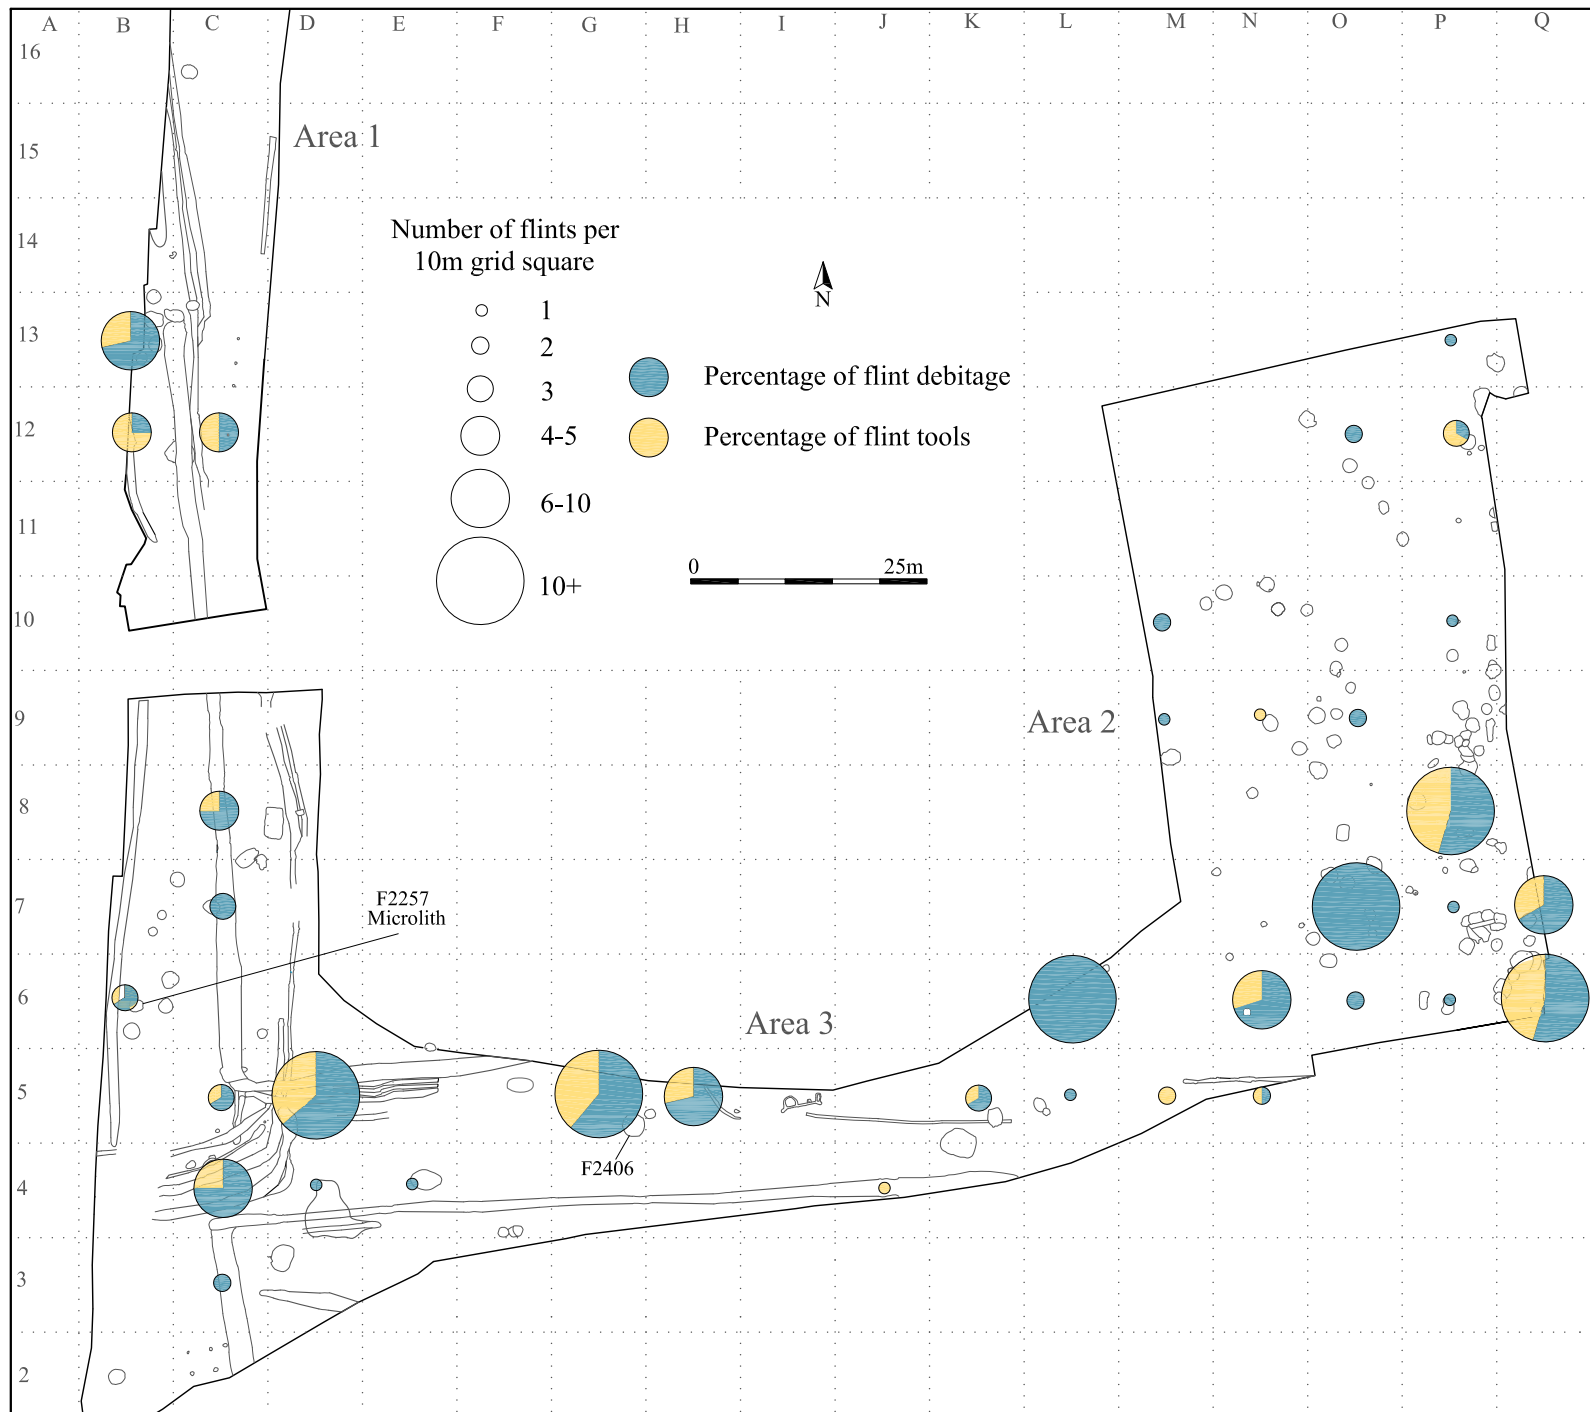 A B C D E F G H I J K L M N O P Q
16
15
14
13
12
11
10
9
8
7
6
5
4
3
2
Area 1
Number of flints per
10m grid square
1
2
3
4-5
6-10
10+
N
Percentage of flint debitage
Percentage of flint tools
0 25m
Area 2
F2257
Microlith
Area 3
F2406